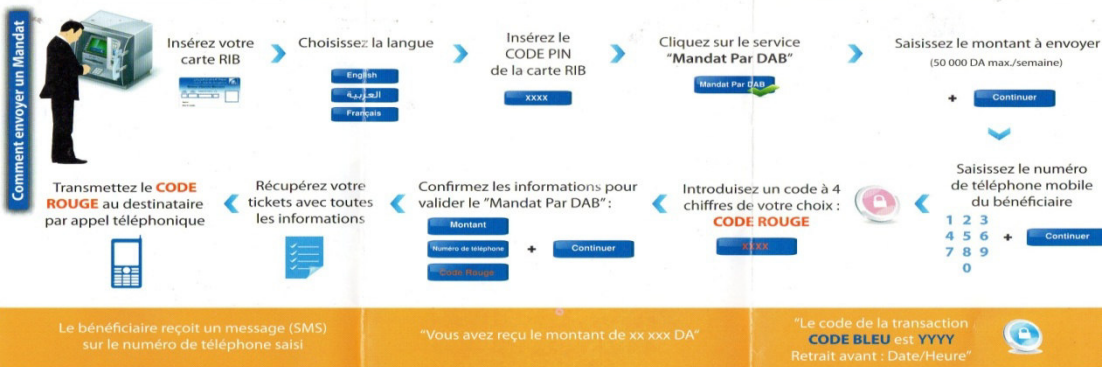 Comment envoyer un Mandat
Insérez votre
carte RIB
Choisissez la langue
English
العربية
Français
Insérez le
CODE PIN
de la carte RIB
XXXX
Cliquez sur le service
"Mandat Par DAB"
Mandat Par DAB
Saisissez le montant à envoyer
(50 000 DA max./semaine)
+ Continuer
Saisissez le numéro
de téléphone mobile
du bénéficiaire
1 2 3
4 5 6 + Continuer
7 8 9
0
Introduisez un code à 4
chiffres de votre choix :
CODE ROUGE
XXXX
Confirmez les informations pour
valider le "Mandat Par DAB" :
Montant
Numéro de téléphone + Continuer
Code Rouge
Récupérez votre
tickets avec toutes
les informations
Transmettez le CODE
ROUGE au destinataire
par appel téléphonique
Le bénéficiaire reçoit un message (SMS)
sur le numéro de téléphone saisi
"Vous avez reçu le montant de xx xxx DA"
"Le code de la transaction
CODE BLEU est YYYY
Retrait avant : Date/Heure"